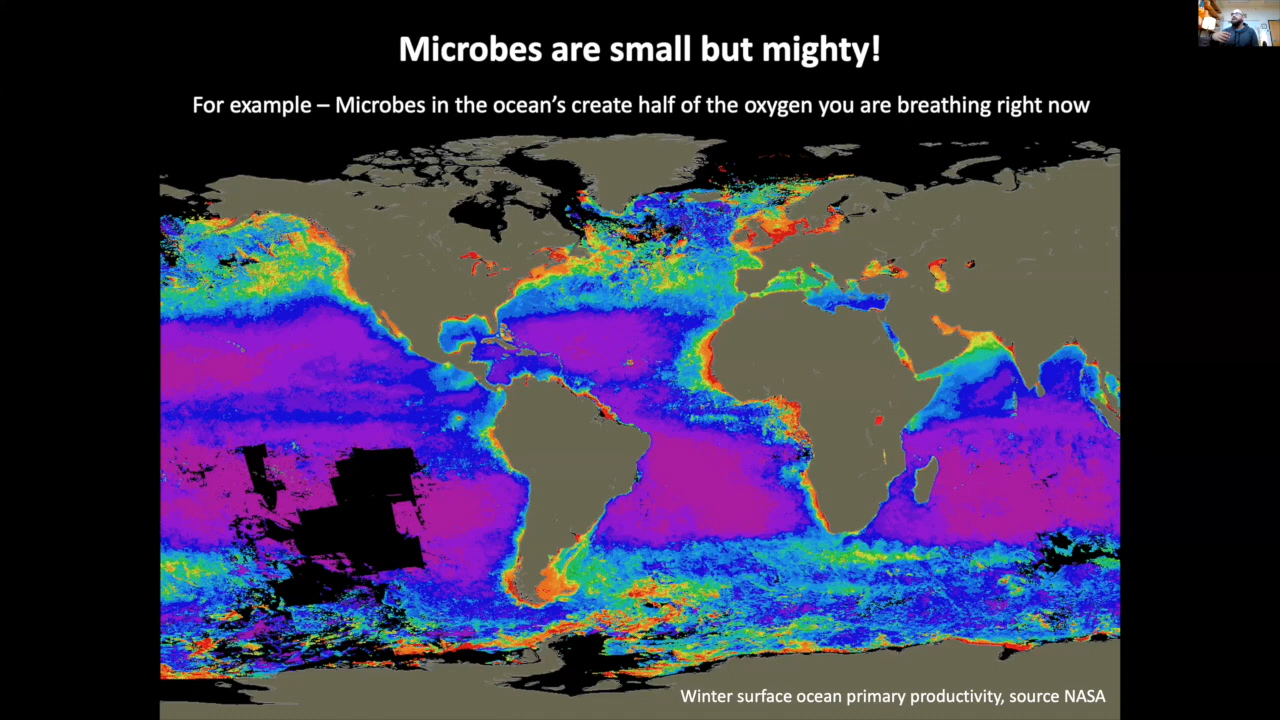 Microbes are small but mighty!
For example – Microbes in the ocean's create half of the oxygen you are breathing right now
Winter surface ocean primary productivity, source NASA